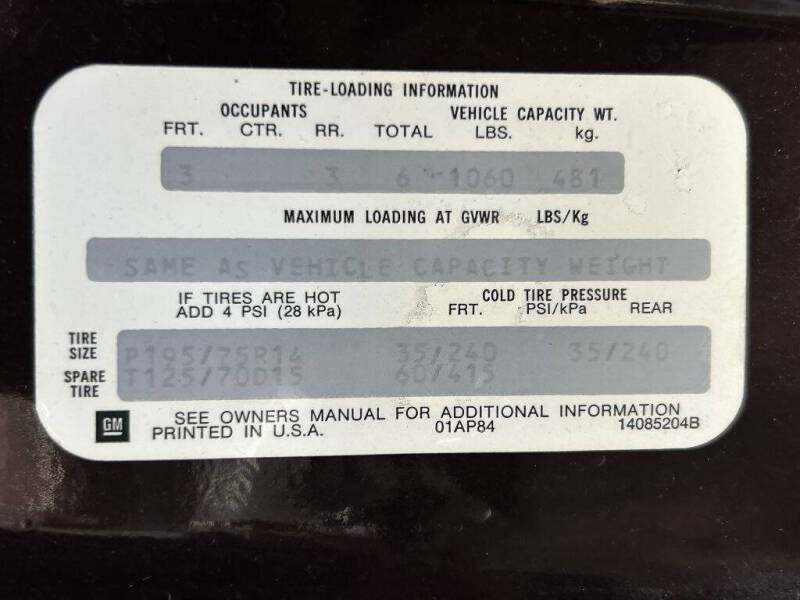 TIRE-LOADING INFORMATION
OCCUPANTS VEHICLE CAPACITY WT.
FRT. CTR. RR. TOTAL LBS. kg.
3 3 6 1060 481
MAXIMUM LOADING AT GVWR LBS/Kg
SAME AS VEHICLE CAPACITY WEIGHT
IF TIRES ARE HOT COLD TIRE PRESSURE
ADD 4 PSI (28 kPa) FRT. PSI/kPa REAR
TIRE SIZE P195/75R14 35/240 35/240
SPARE TIRE T125/70D15 60/415
GM SEE OWNERS MANUAL FOR ADDITIONAL INFORMATION
PRINTED IN U.S.A. 01AP84 14085204B